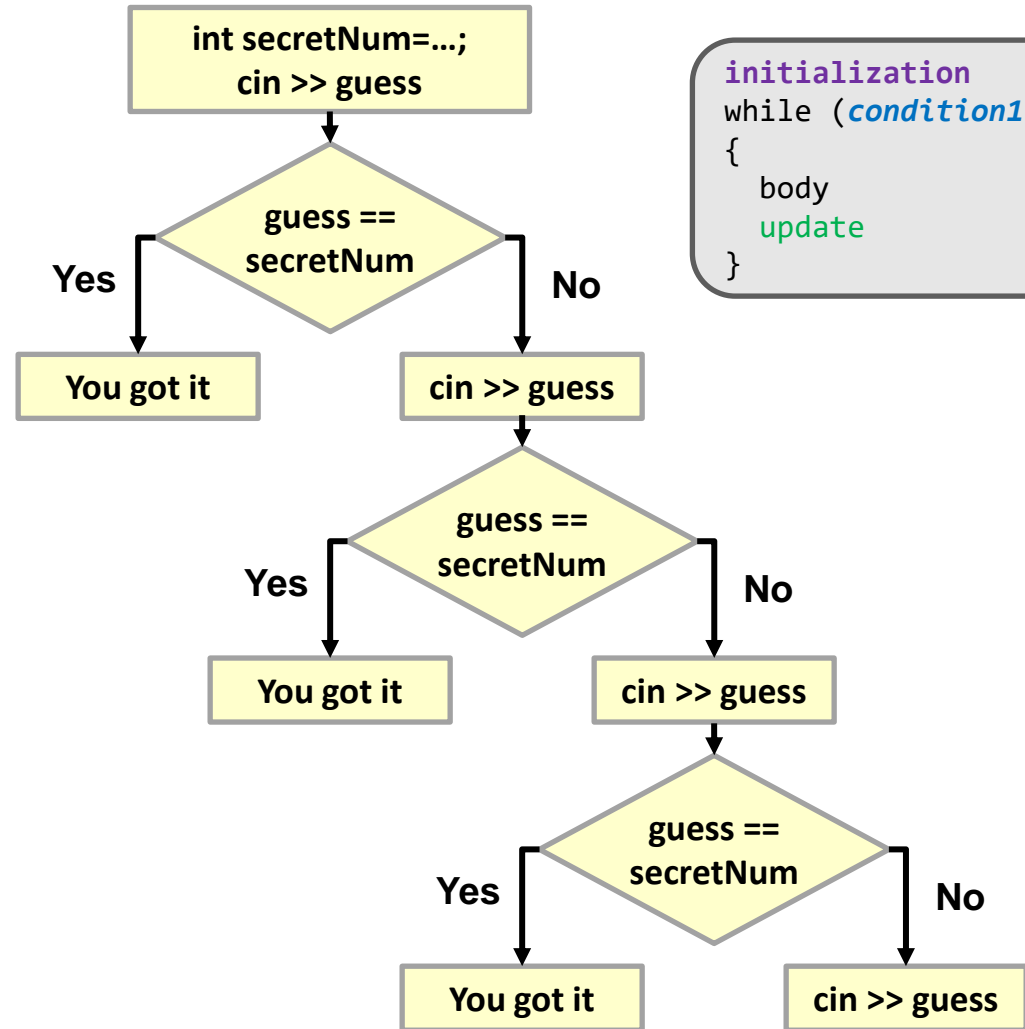 int secretNum=…;
cin >> guess
initialization
while (condition1
{
body
update
}
guess ==
secretNum
Yes
No
You got it
cin >> guess
guess ==
secretNum
Yes
No
You got it
cin >> guess
guess ==
secretNum
Yes
No
You got it
cin >> guess